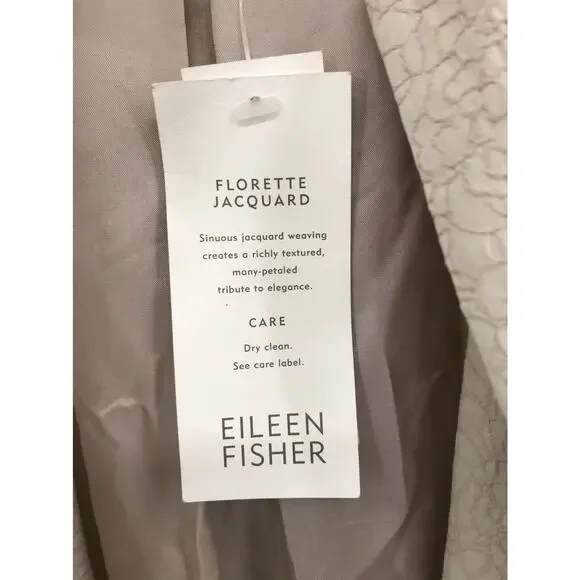 FLORETTE
JACQUARD
Sinuous jacquard weaving
creates a richly textured,
many-petaled
tribute to elegance.
CARE
Dry clean.
See care label.
EILEEN
FISHER